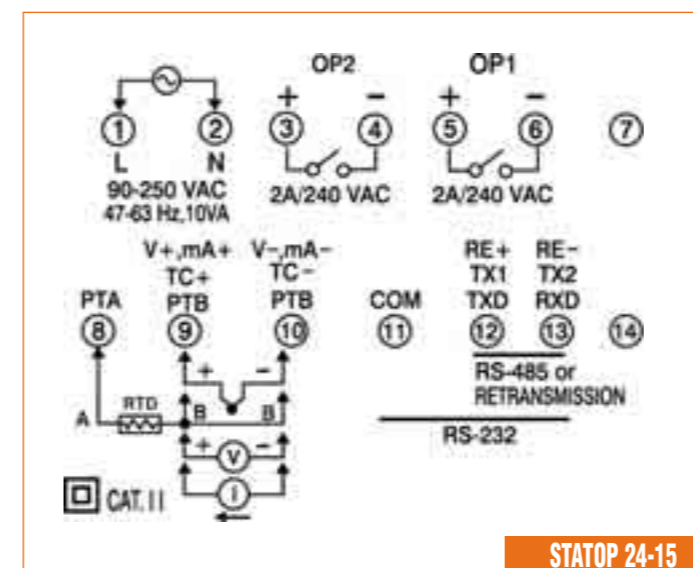 OP2 OP1
+ - + -
1 2 3 4 5 6 7
L N
90-250 VAC 2A/240 VAC 2A/240 VAC
47-63 Hz,10VA
V+,mA+ V-,mA- RE+ RE-
TC+ TC- TX1 TX2
PTA PTB PTB COM TXD RXD
8 9 10 11 12 13 14
+ -
RS-485 or
RTD RETRANSMISSION
A B B
+ V - RS-232
I
CAT. II
STATOP 24-15